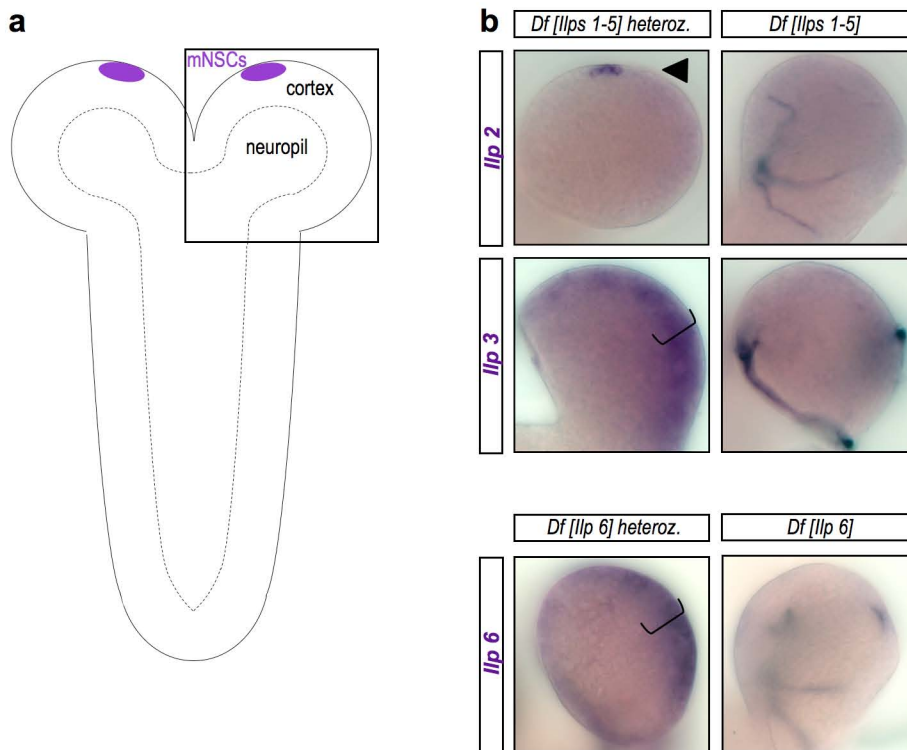 a
mNSCs
cortex
neuropil
b
Df [Ilps 1-5] heteroz.
Df [Ilps 1-5]
Ilp 2
Ilp 3
Df [Ilp 6] heteroz.
Df [Ilp 6]
Ilp 6